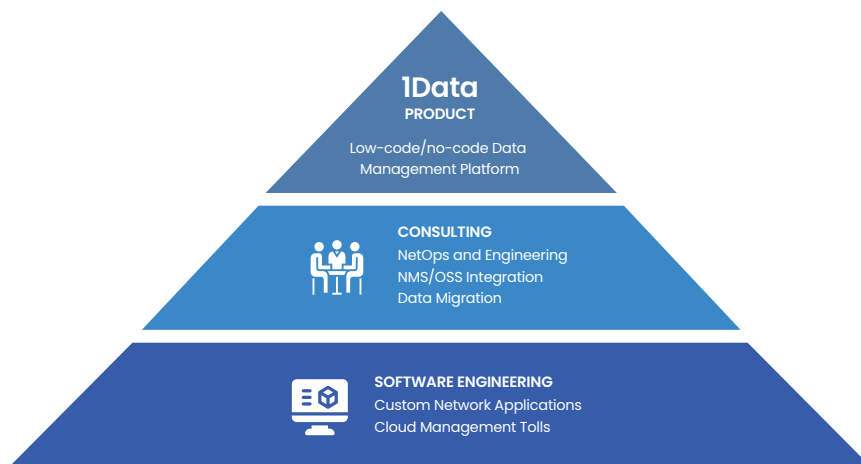 1Data
PRODUCT
Low-code/no-code Data
Management Platform
CONSULTING
NetOps and Engineering
NMS/OSS Integration
Data Migration
SOFTWARE ENGINEERING
Custom Network Applications
Cloud Management Tolls